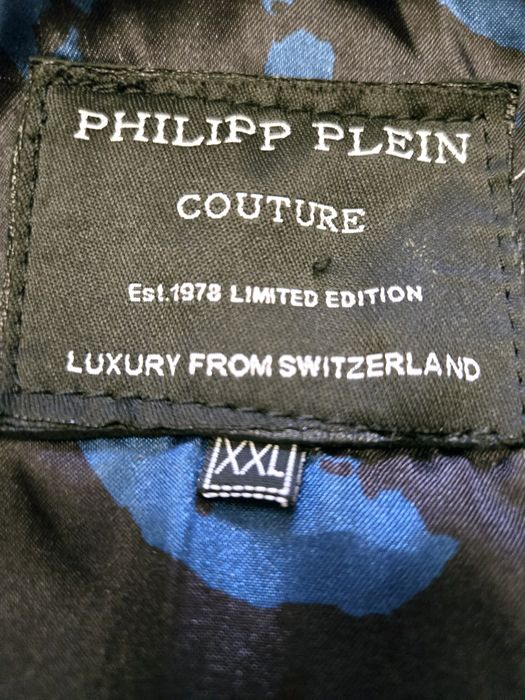 PHILIPP PLEIN
COUTURE
Est.1978 LIMITED EDITION
LUXURY FROM SWITZERLAND
XXL